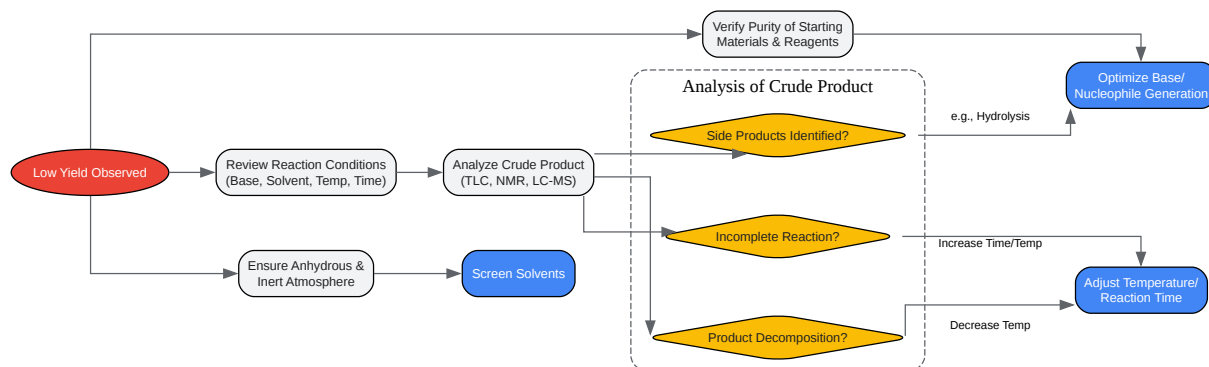 Verify Purity of Starting
Materials & Reagents
Optimize Base/
Nucleophile Generation
Analysis of Crude Product
e.g., Hydrolysis
Side Products Identified?
Low Yield Observed
Review Reaction Conditions
(Base, Solvent, Temp, Time)
Analyze Crude Product
(TLC, NMR, LC-MS)
Incomplete Reaction?
Increase Time/Temp
Ensure Anhydrous &
Inert Atmosphere
Screen Solvents
Adjust Temperature/
Reaction Time
Product Decomposition?
Decrease Temp